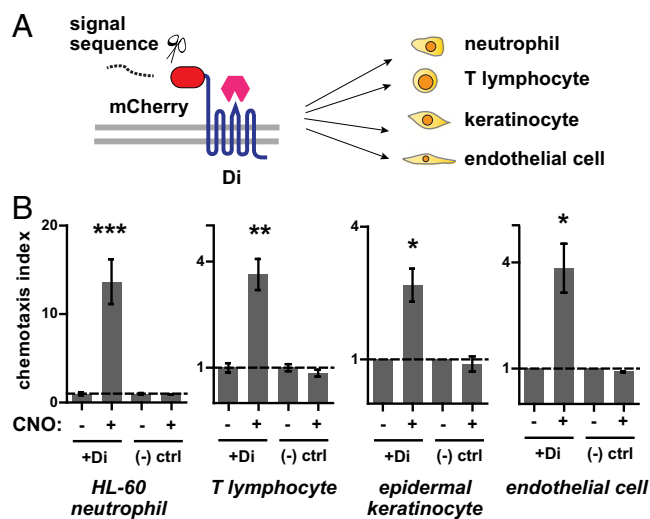 A
signal
sequence
mCherry
Di
neutrophil
T lymphocyte
keratinocyte
endothelial cell
B
chemotaxis index
20
10
0
***
4
1
**
4
1
*
4
1
*
CNO: - + - + - + - + - + - + - + - +
+Di (-) ctrl +Di (-) ctrl +Di (-) ctrl +Di (-) ctrl
HL-60 T lymphocyte epidermal endothelial cell
neutrophil keratinocyte